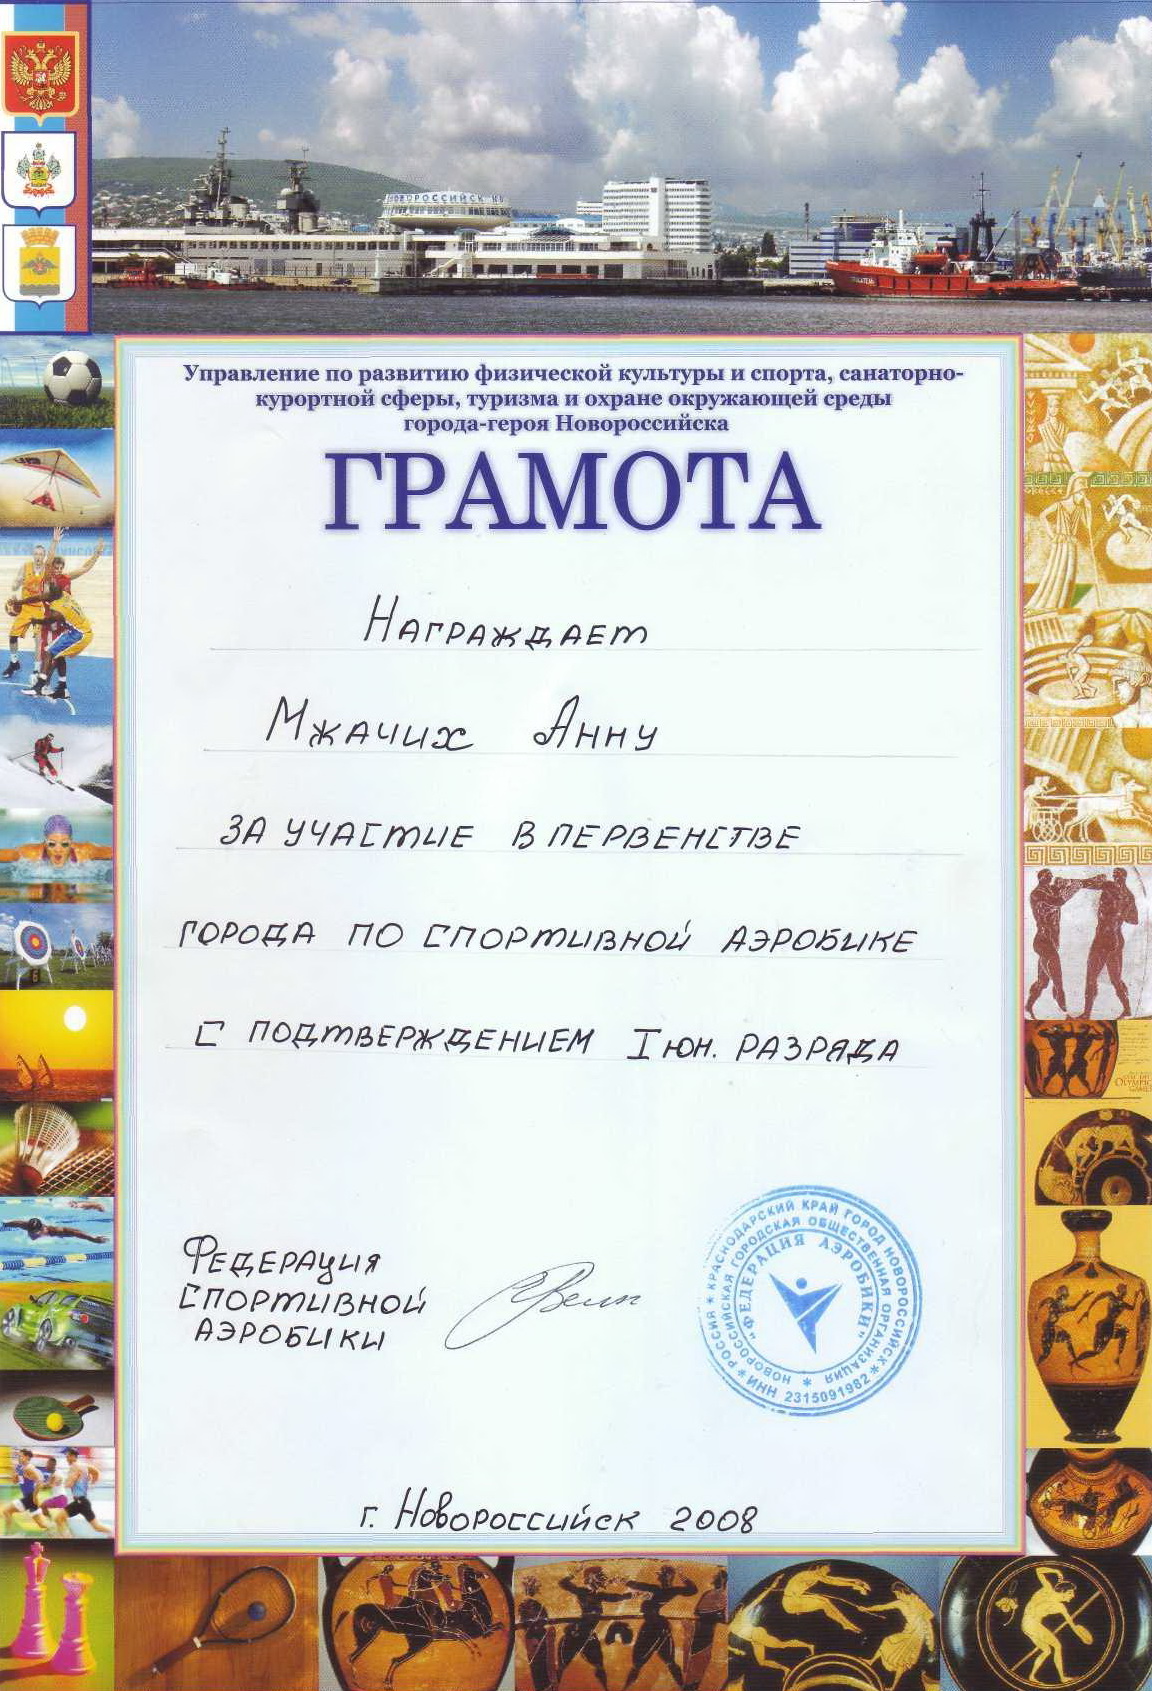 Управление по развитию физической культуры и спорта, санаторно-
курортной сферы, туризма и охране окружающей среды
города-героя Новороссийска
ГРАМОТА
Награждает
Мжачих Анну
за участие в первенстве
города по спортивной аэробике
с подтверждением I юн. разряда
Федерация
спортивной
аэробики
РОССИЯ * КРАСНОДАРСКИЙ КРАЙ ГОРОД НОВОРОССИЙСК * ИНН 2315091982 *
НОВОРОССИЙСКАЯ ГОРОДСКАЯ ОБЩЕСТВЕННАЯ ОРГАНИЗАЦИЯ *
"ФЕДЕРАЦИЯ АЭРОБИКИ"
г. Новороссийск 2008